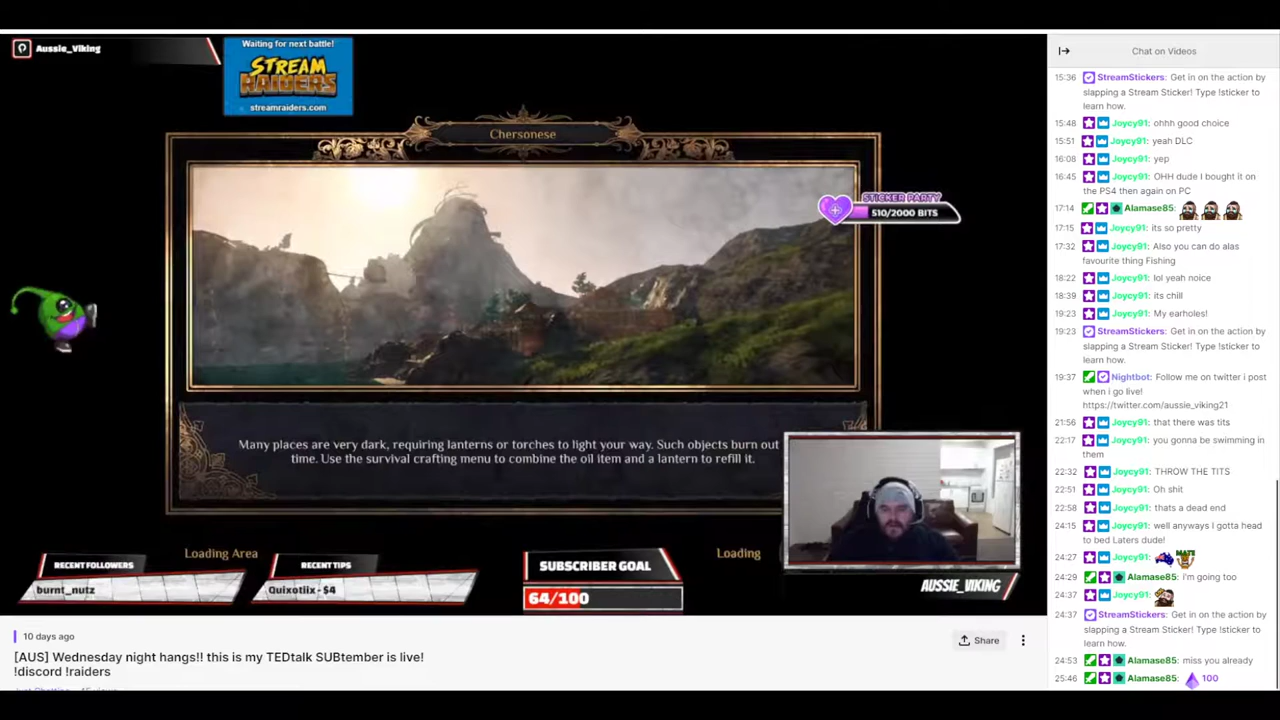 Aussie_Viking
Waiting for next battle!
STREAM
RAIDERS
streamraiders.com
Chersonese
STICKER PARTY
510/2000 BITS
Many places are very dark, requiring lanterns or torches to light your way. Such objects burn out
time. Use the survival crafting menu to combine the oil item and a lantern to refill it.
Loading Area
Loading
RECENT FOLLOWERS
burnt_nutz
RECENT TIPS
Quixotlix - $4
SUBSCRIBER GOAL
64/100
AUSSIE_VIKING
10 days ago
Share
[AUS] Wednesday night hangs!! this is my TEDtalk SUBtember is live!
!discord !raiders
Chat on Videos
15:36 StreamStickers: Get in on the action by
slapping a Stream Sticker! Type !sticker to
learn how.
15:48 Joycy91: ohhh good choice
15:51 Joycy91: yeah DLC
16:08 Joycy91: yep
16:45 Joycy91: OHH dude I bought it on
the PS4 then again on PC
17:14 Alamase85:
17:15 Joycy91: its so pretty
17:32 Joycy91: Also you can do alas
favourite thing Fishing
18:22 Joycy91: lol yeah noice
18:39 Joycy91: its chill
19:23 Joycy91: My earholes!
19:23 StreamStickers: Get in on the action by
slapping a Stream Sticker! Type !sticker to
learn how.
19:37 Nightbot: Follow me on twitter i post
when i go live!
https://twitter.com/aussie_viking21
21:56 Joycy91: that there was tits
22:17 Joycy91: you gonna be swimming in
them
22:32 Joycy91: THROW THE TITS
22:51 Joycy91: Oh shit
22:58 Joycy91: thats a dead end
24:15 Joycy91: well anyways I gotta head
to bed Laters dude!
24:27 Joycy91: MATE
24:29 Alamase85: i'm going too
24:37 Joycy91:
24:37 StreamStickers: Get in on the action by
slapping a Stream Sticker! Type !sticker to
learn how.
24:53 Alamase85: miss you already
25:46 Alamase85: 100